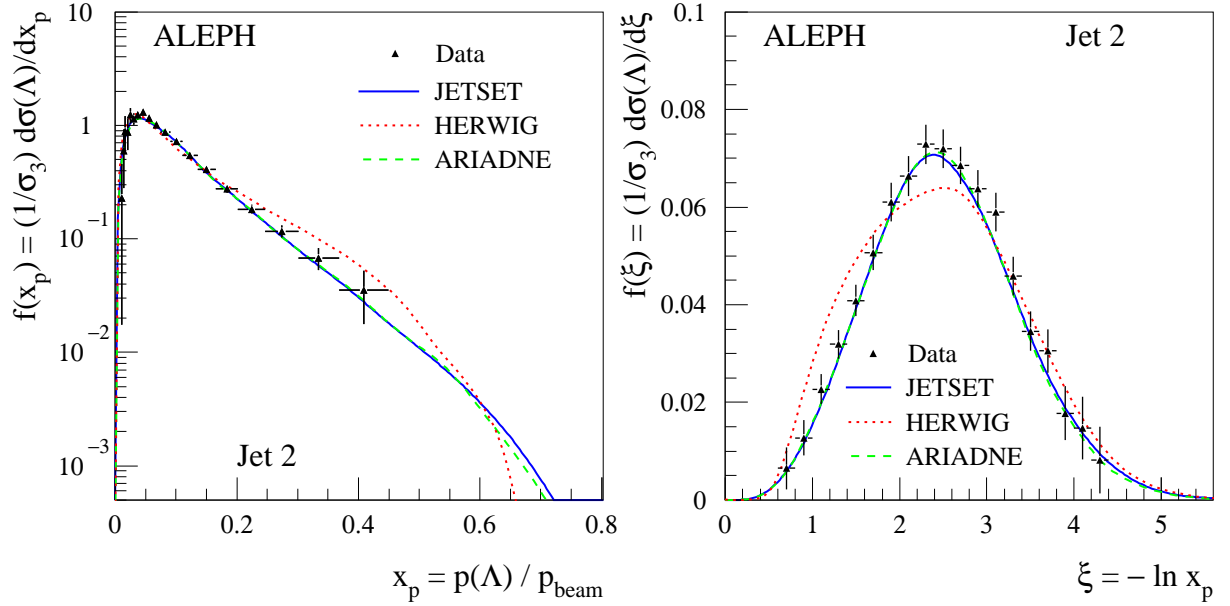 ALEPH
Data
JETSET
HERWIG
ARIADNE
Jet 2
f(x_p) = (1/σ_3) dσ(Λ)/dx_p
10
1
10^−1
10^−2
10^−3
0
0.2
0.4
0.6
0.8
x_p = p(Λ) / p_beam
ALEPH
Jet 2
Data
JETSET
HERWIG
ARIADNE
f(ξ) = (1/σ_3) dσ(Λ)/dξ
0.1
0.08
0.06
0.04
0.02
0
0
1
2
3
4
5
ξ = − ln x_p